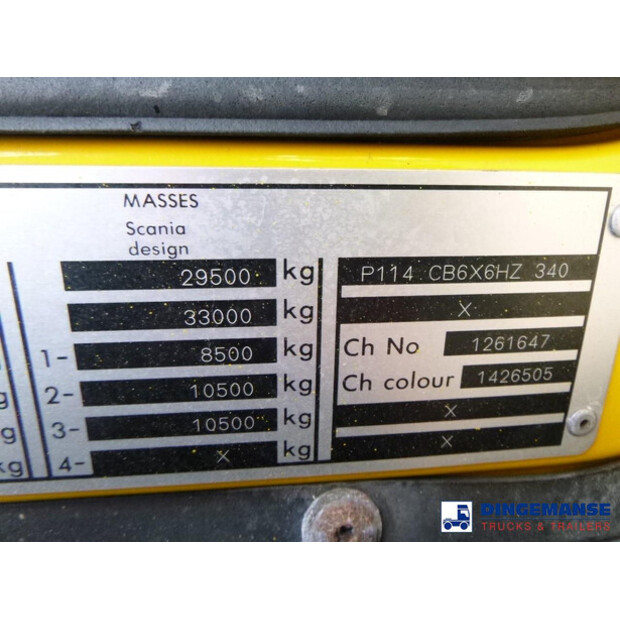 MASSES
Scania
design
29500 kg P114 CB6X6HZ 340
33000 kg X
1- 8500 kg Ch No 1261647
2- 10500 kg Ch colour 1426505
g 3- 10500 kg X
kg 4- X kg X
DINGEMANSE
TRUCKS & TRAILERS